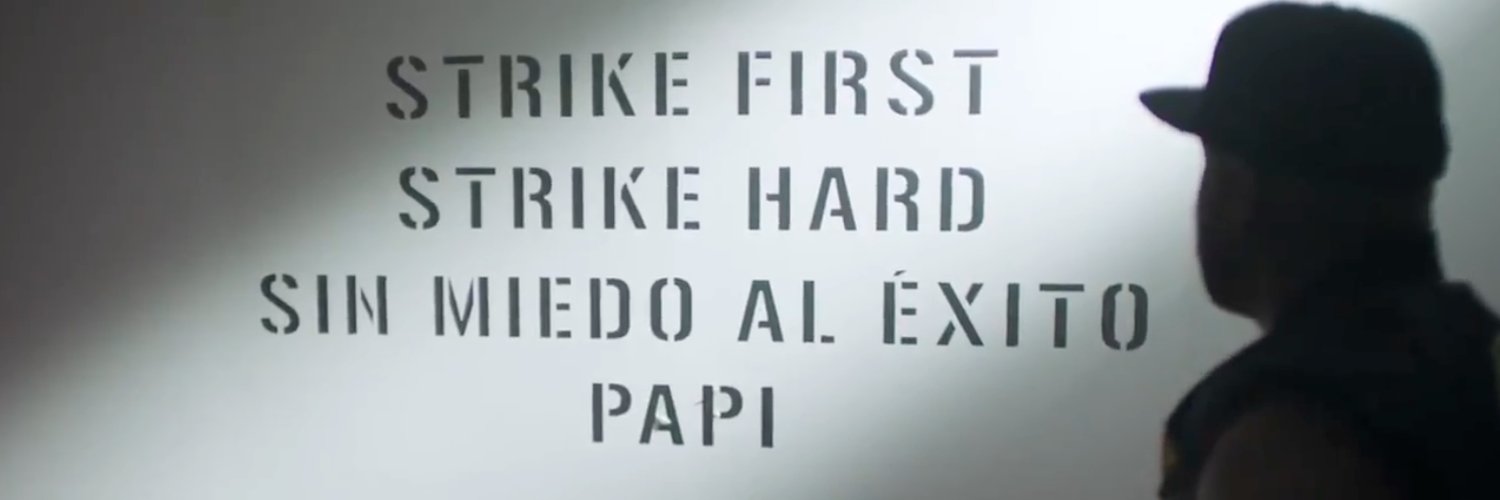 STRIKE FIRST
STRIKE HARD
SIN MIEDO AL ÉXITO
PAPI